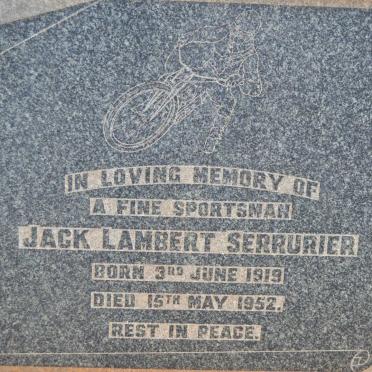 IN LOVING MEMORY OF
A FINE SPORTSMAN
JACK LAMBERT SERRURIER
BORN 3RD JUNE 1919
DIED 15TH MAY 1952.
REST IN PEACE.